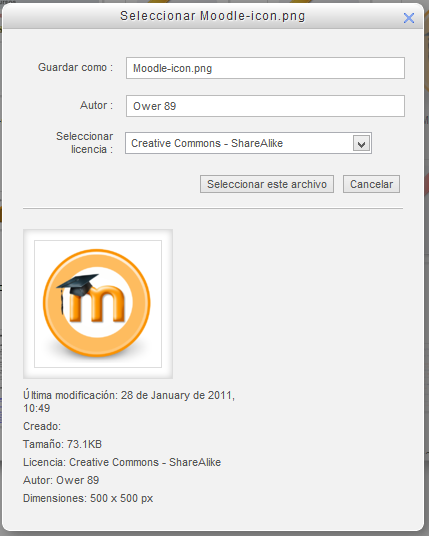 Seleccionar Moodle-icon.png
Guardar como : Moodle-icon.png
Autor : Ower 89
Seleccionar
licencia : Creative Commons - ShareAlike
Seleccionar este archivo Cancelar
m
Última modificación: 28 de January de 2011,
10:49
Creado:
Tamaño: 73.1KB
Licencia: Creative Commons - ShareAlike
Autor: Ower 89
Dimensiones: 500 x 500 px